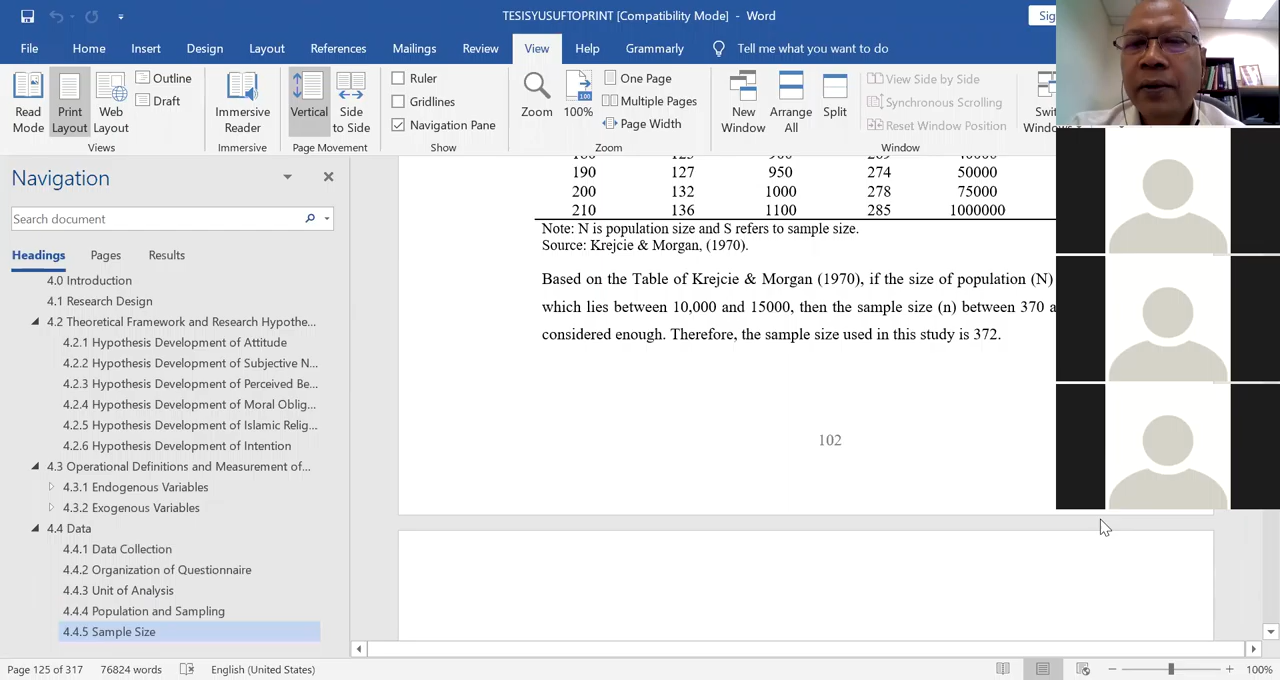 TESISYUSUFTOPRINT [Compatibility Mode] - Word
File Home Insert Design Layout References Mailings Review View Help Grammarly Tell me what you want to do
Read Mode
Print Layout
Web Layout
Outline
Draft
Views
Immersive Reader
Immersive
Vertical
Side to Side
Page Movement
Ruler
Gridlines
Navigation Pane
Show
Zoom
100%
One Page
Multiple Pages
Page Width
Zoom
New Window
Arrange All
Split
View Side by Side
Synchronous Scrolling
Reset Window Position
Window
Navigation
Search document
Headings Pages Results
4.0 Introduction
4.1 Research Design
4.2 Theoretical Framework and Research Hypothe...
4.2.1 Hypothesis Development of Attitude
4.2.2 Hypothesis Development of Subjective N...
4.2.3 Hypothesis Development of Perceived Be...
4.2.4 Hypothesis Development of Moral Oblig...
4.2.5 Hypothesis Development of Islamic Relig...
4.2.6 Hypothesis Development of Intention
4.3 Operational Definitions and Measurement of...
4.3.1 Endogenous Variables
4.3.2 Exogenous Variables
4.4 Data
4.4.1 Data Collection
4.4.2 Organization of Questionnaire
4.4.3 Unit of Analysis
4.4.4 Population and Sampling
4.4.5 Sample Size
190 127 950 274 50000
200 132 1000 278 75000
210 136 1100 285 1000000
Note: N is population size and S refers to sample size.
Source: Krejcie & Morgan, (1970).
Based on the Table of Krejcie & Morgan (1970), if the size of population (N)
which lies between 10,000 and 15000, then the sample size (n) between 370
considered enough. Therefore, the sample size used in this study is 372.
102
Page 125 of 317 76824 words English (United States) 100%